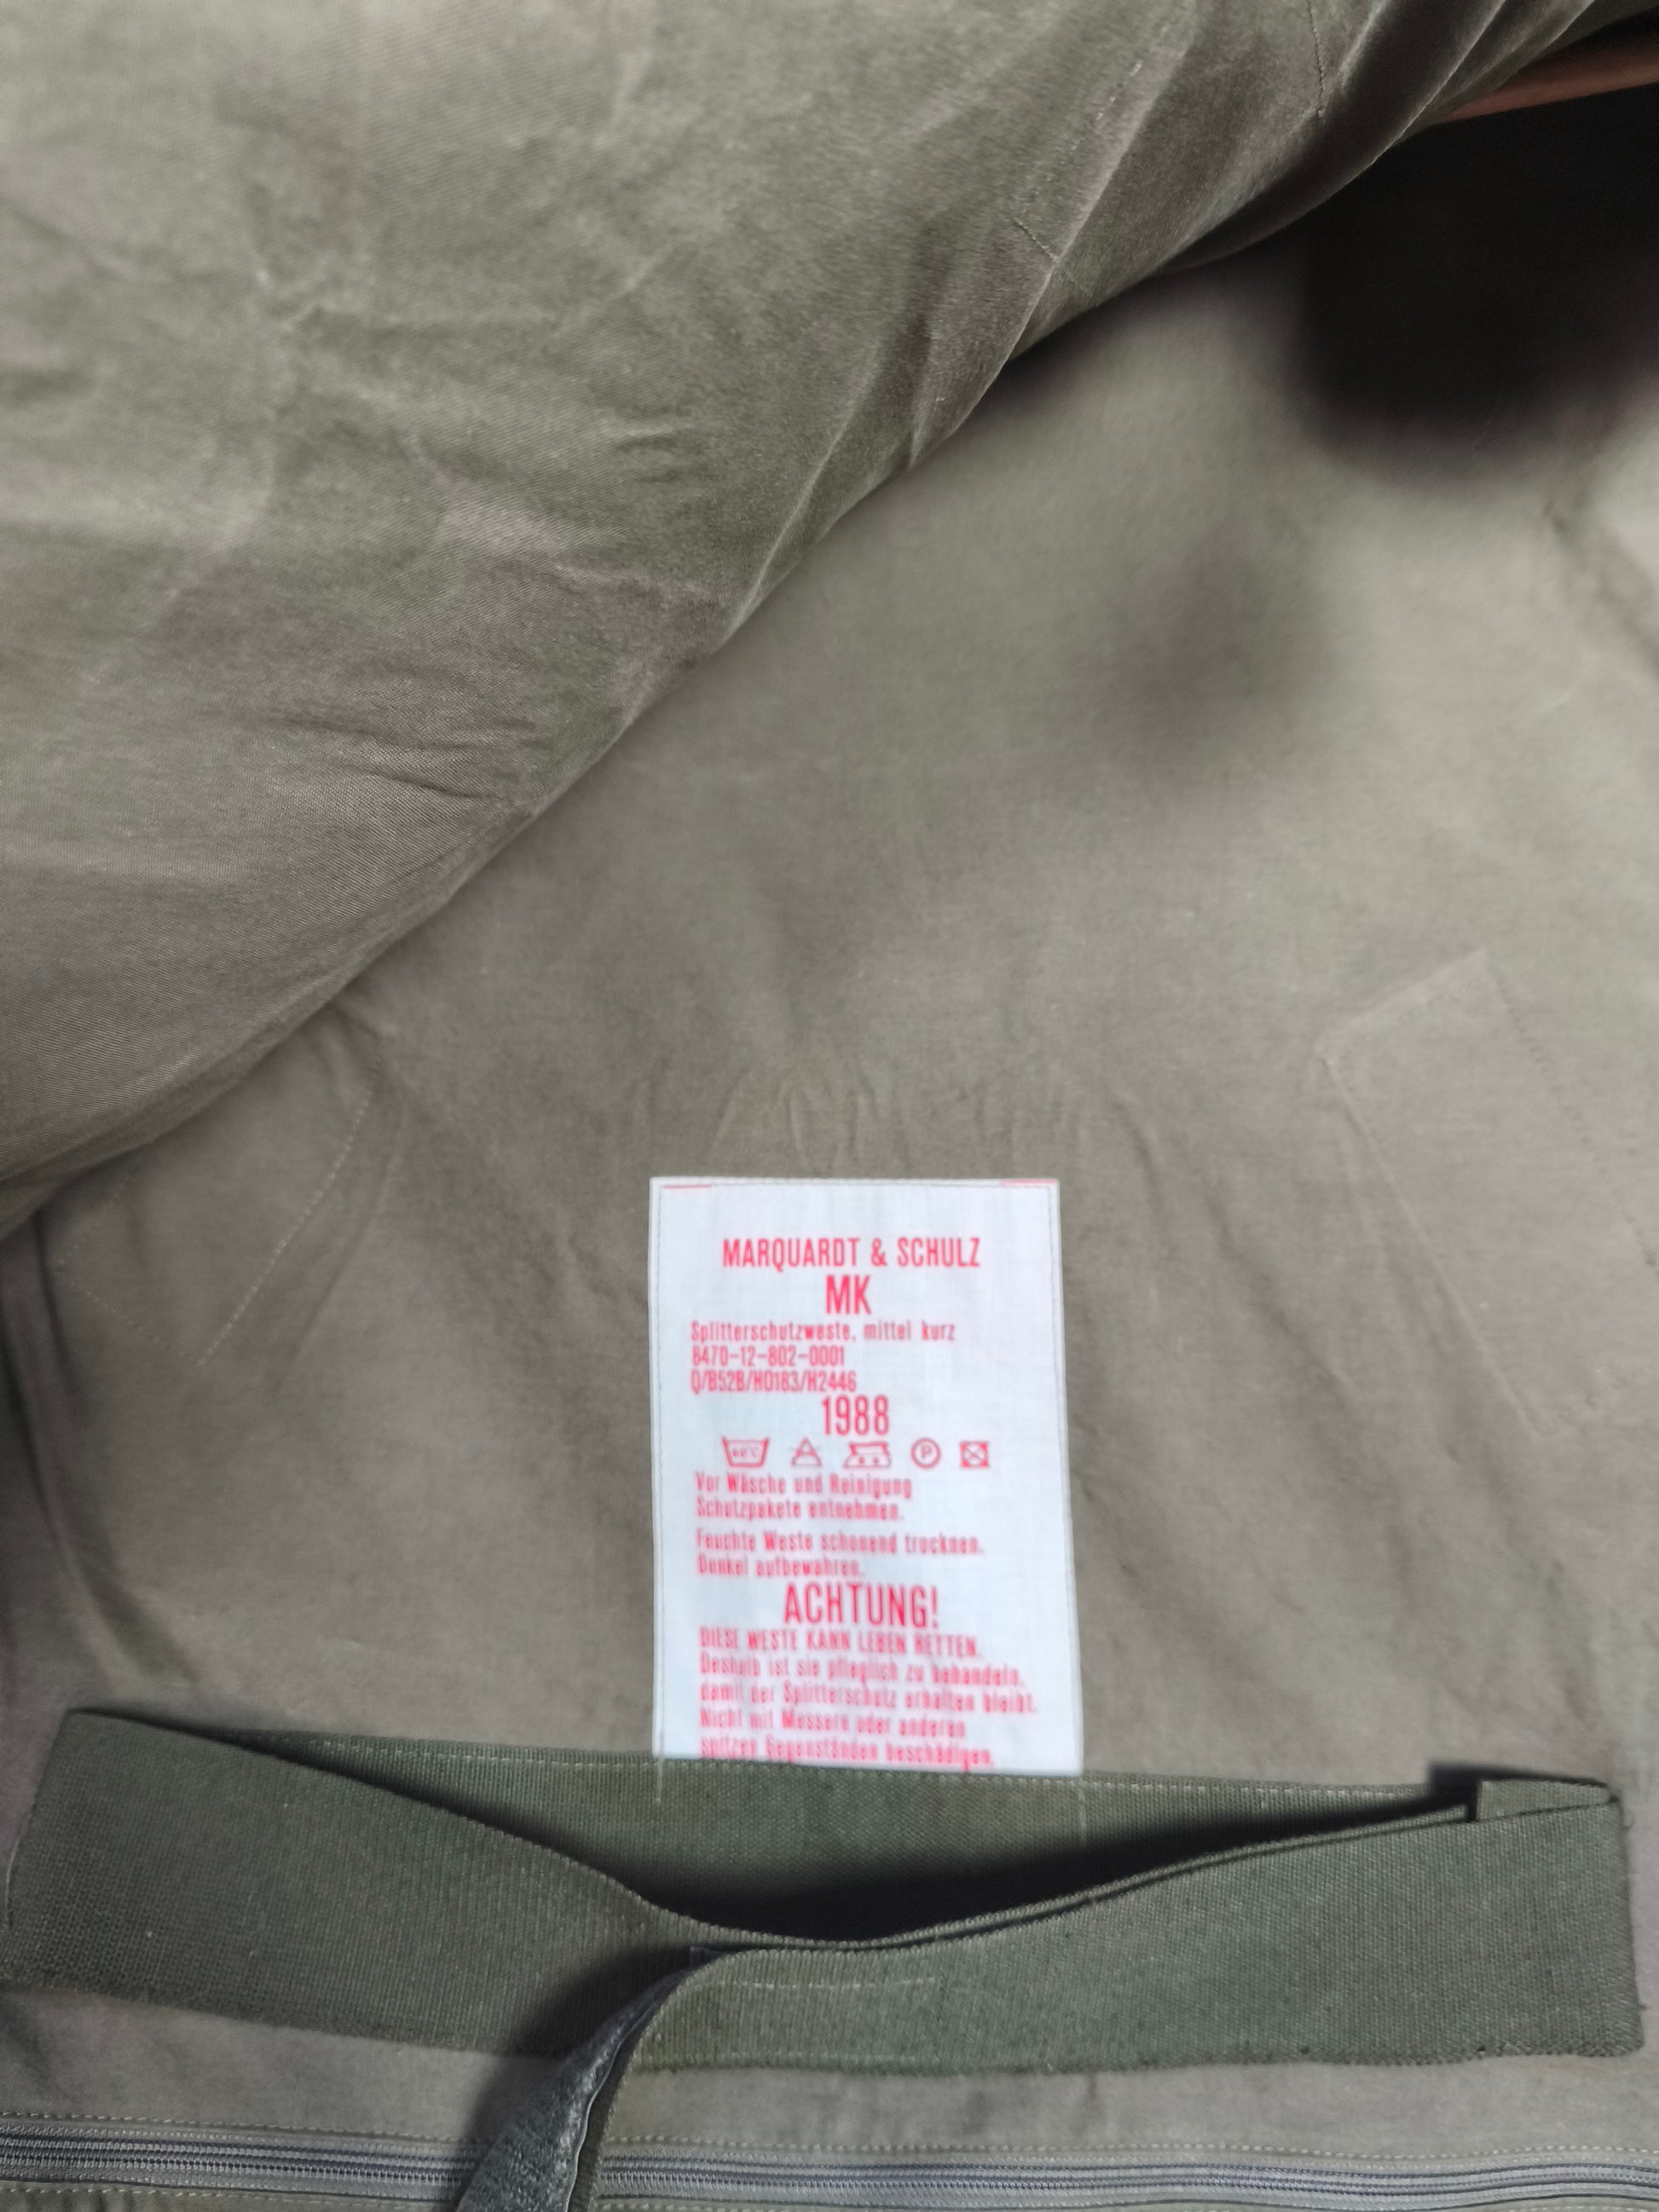 MARQUARDT & SCHULZ
MK
Splitterschutzweste, mittel kurz
8470-12-802-0001
Q/B52B/H0183/H2446
1988
60°C
P
Vor Wäsche und Reinigung
Schutzpakete entnehmen.
Feuchte Weste schonend trocknen.
Dunkel aufbewahren.
ACHTUNG!
DIESE WESTE KANN LEBEN RETTEN.
Deshalb ist sie pfleglich zu behandeln,
damit der Splitterschutz erhalten bleibt.
Nicht mit Messern oder anderen
spitzen Gegenständen beschädigen.